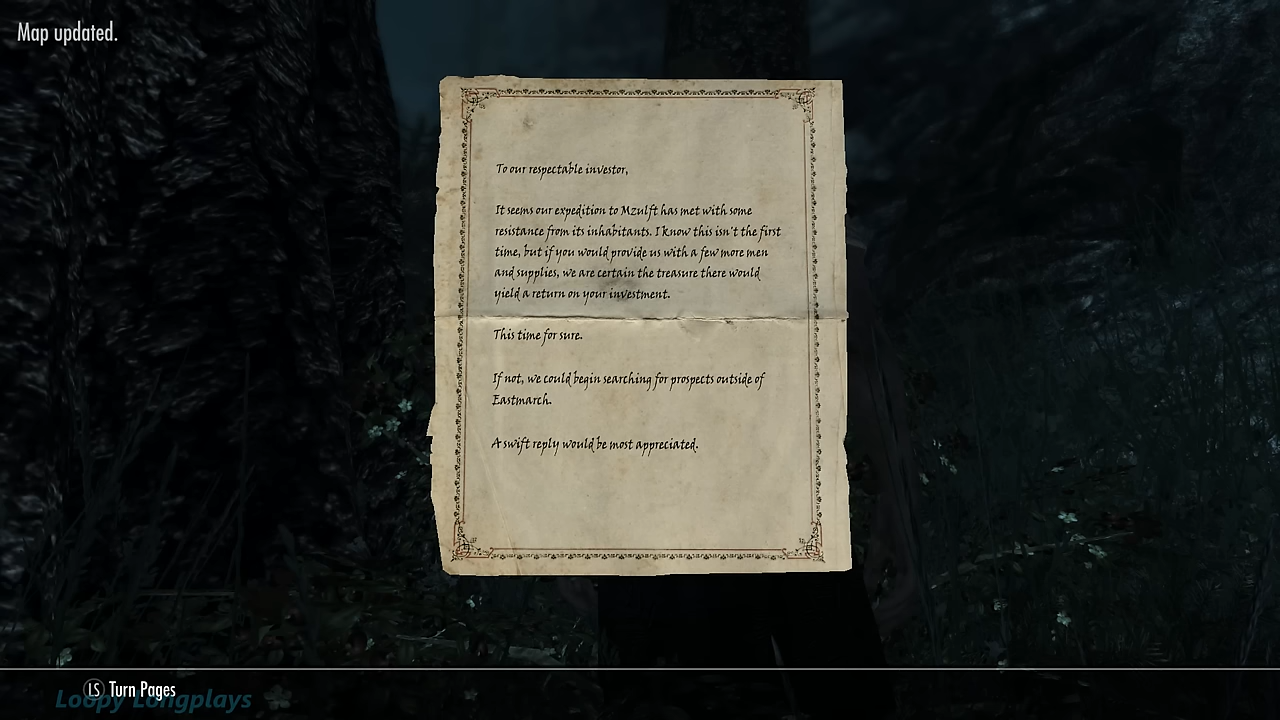 Map updated.
To our respectable investor,
It seems our expedition to Mzulft has met with some
resistance from its inhabitants. I know this isn't the first
time, but if you would provide us with a few more men
and supplies, we are certain the treasure there would
yield a return on your investment.
This time for sure.
If not, we could begin searching for prospects outside of
Eastmarch.
A swift reply would be most appreciated.
LS Turn Pages
Loopy Longplays